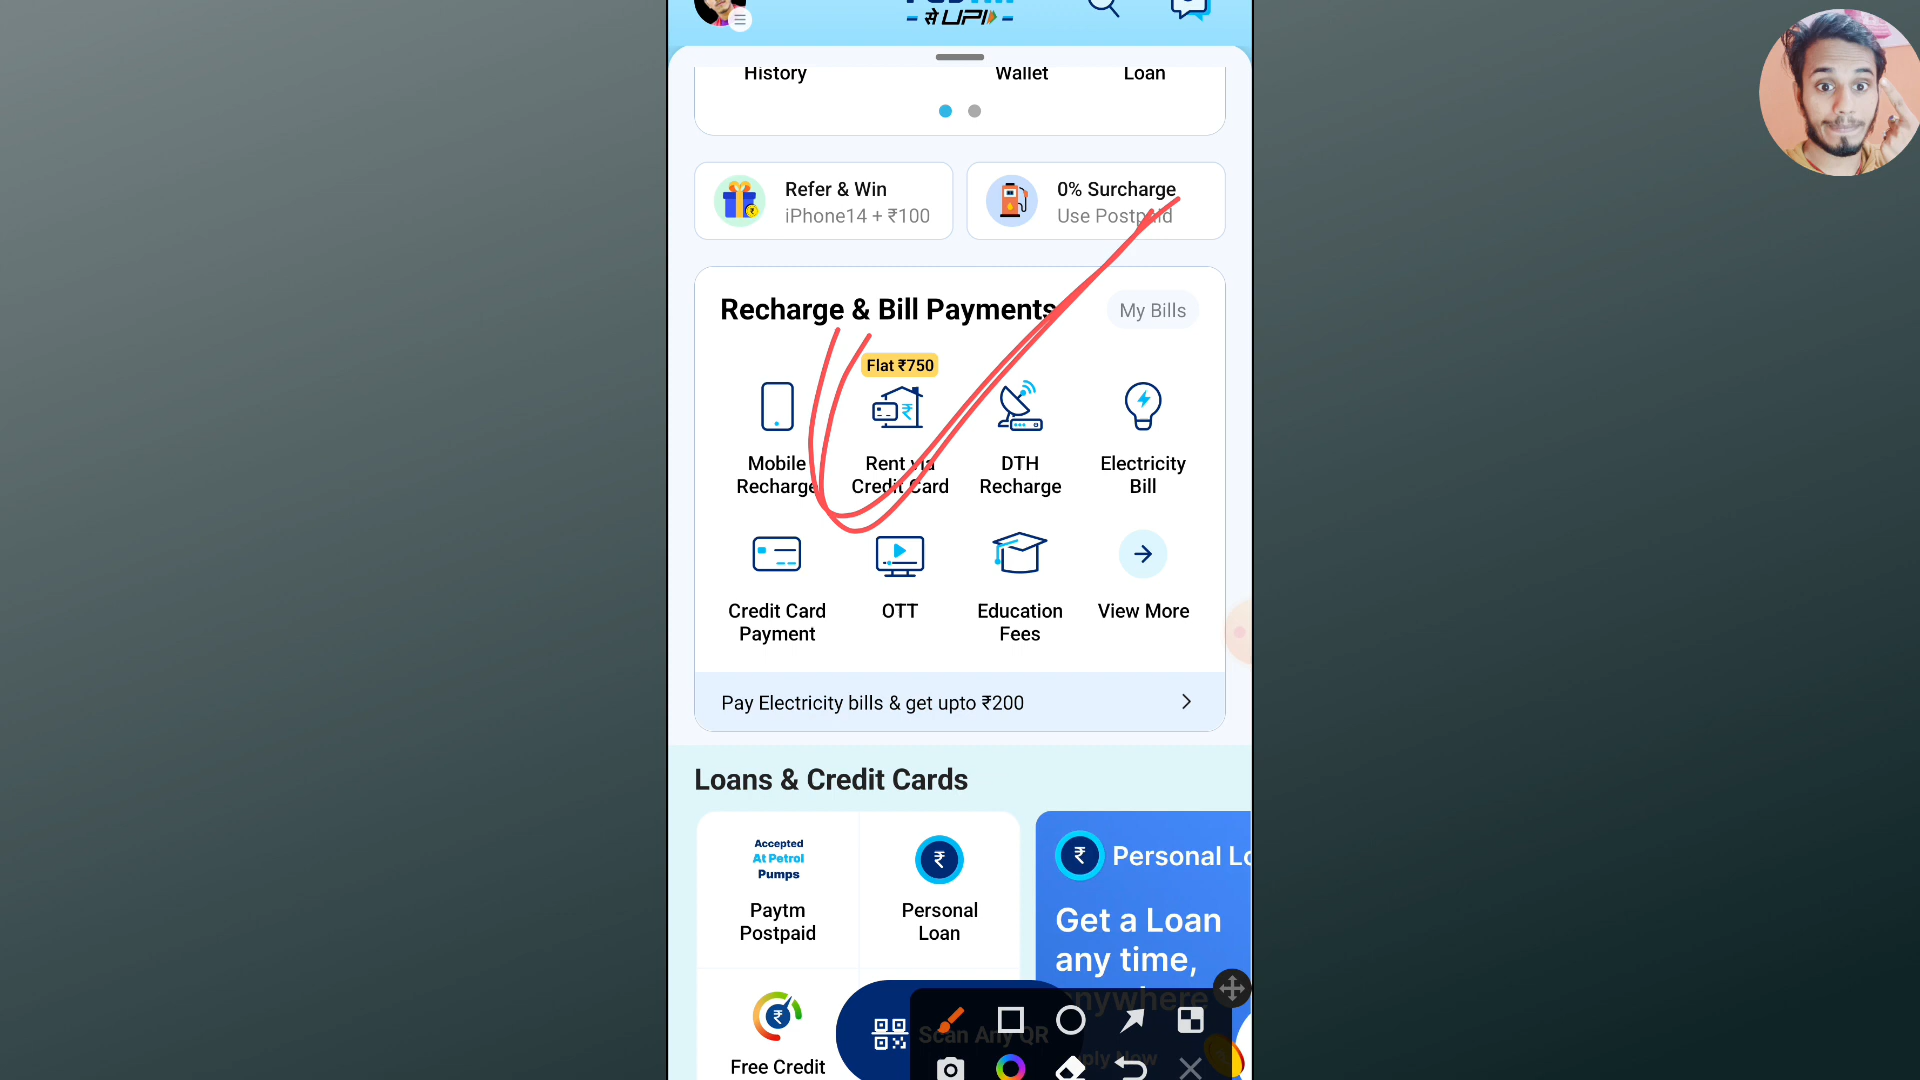 से UPI
History
Wallet
Loan
Refer & Win
iPhone14 + ₹100
0% Surcharge
Use Postpaid
Recharge & Bill Payments
My Bills
Flat ₹750
Mobile
Recharge
Rent via
Credit Card
DTH
Recharge
Electricity
Bill
Credit Card
Payment
OTT
Education
Fees
View More
Pay Electricity bills & get upto ₹200
Loans & Credit Cards
Accepted
At Petrol
Pumps
Paytm
Postpaid
Personal
Loan
Personal Lo
Get a Loan
any time,
anywhere
Free Credit
Scan Any QR
Apply Now